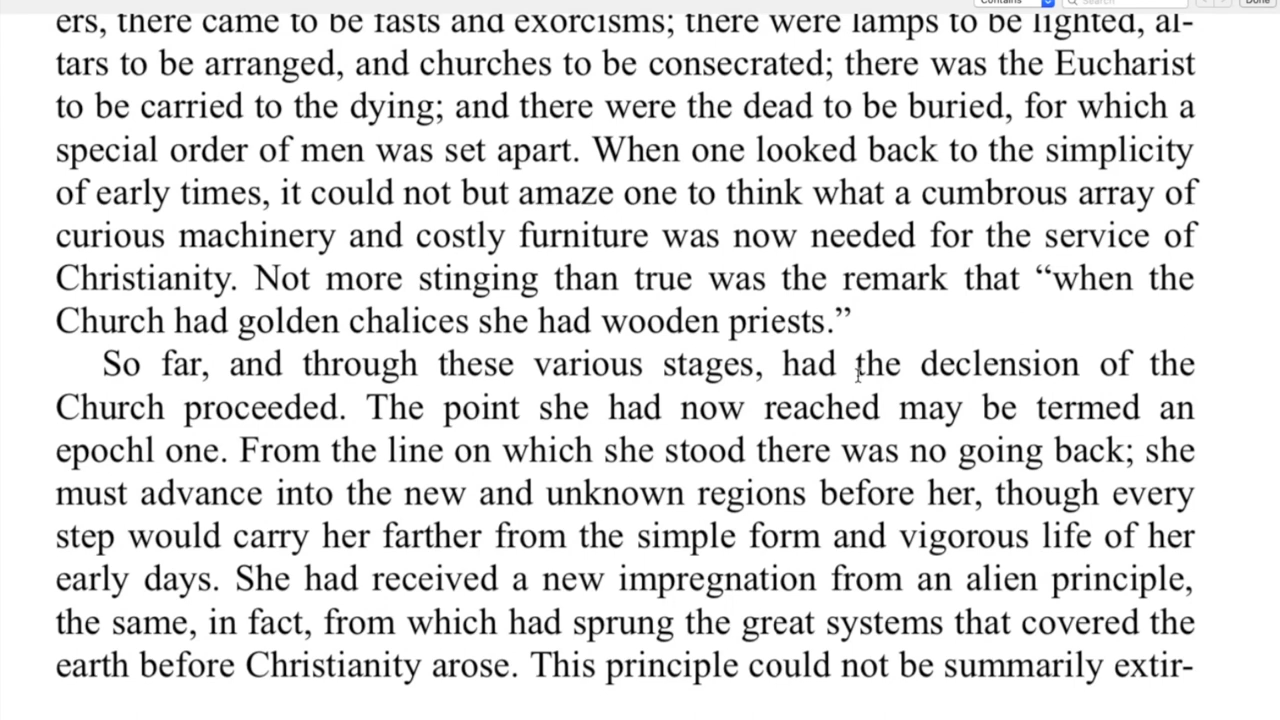 Contains
Search
Done
ers, there came to be fasts and exorcisms; there were lamps to be lighted, al-
tars to be arranged, and churches to be consecrated; there was the Eucharist
to be carried to the dying; and there were the dead to be buried, for which a
special order of men was set apart. When one looked back to the simplicity
of early times, it could not but amaze one to think what a cumbrous array of
curious machinery and costly furniture was now needed for the service of
Christianity. Not more stinging than true was the remark that “when the
Church had golden chalices she had wooden priests.”
So far, and through these various stages, had the declension of the
Church proceeded. The point she had now reached may be termed an
epochl one. From the line on which she stood there was no going back; she
must advance into the new and unknown regions before her, though every
step would carry her farther from the simple form and vigorous life of her
early days. She had received a new impregnation from an alien principle,
the same, in fact, from which had sprung the great systems that covered the
earth before Christianity arose. This principle could not be summarily extir-